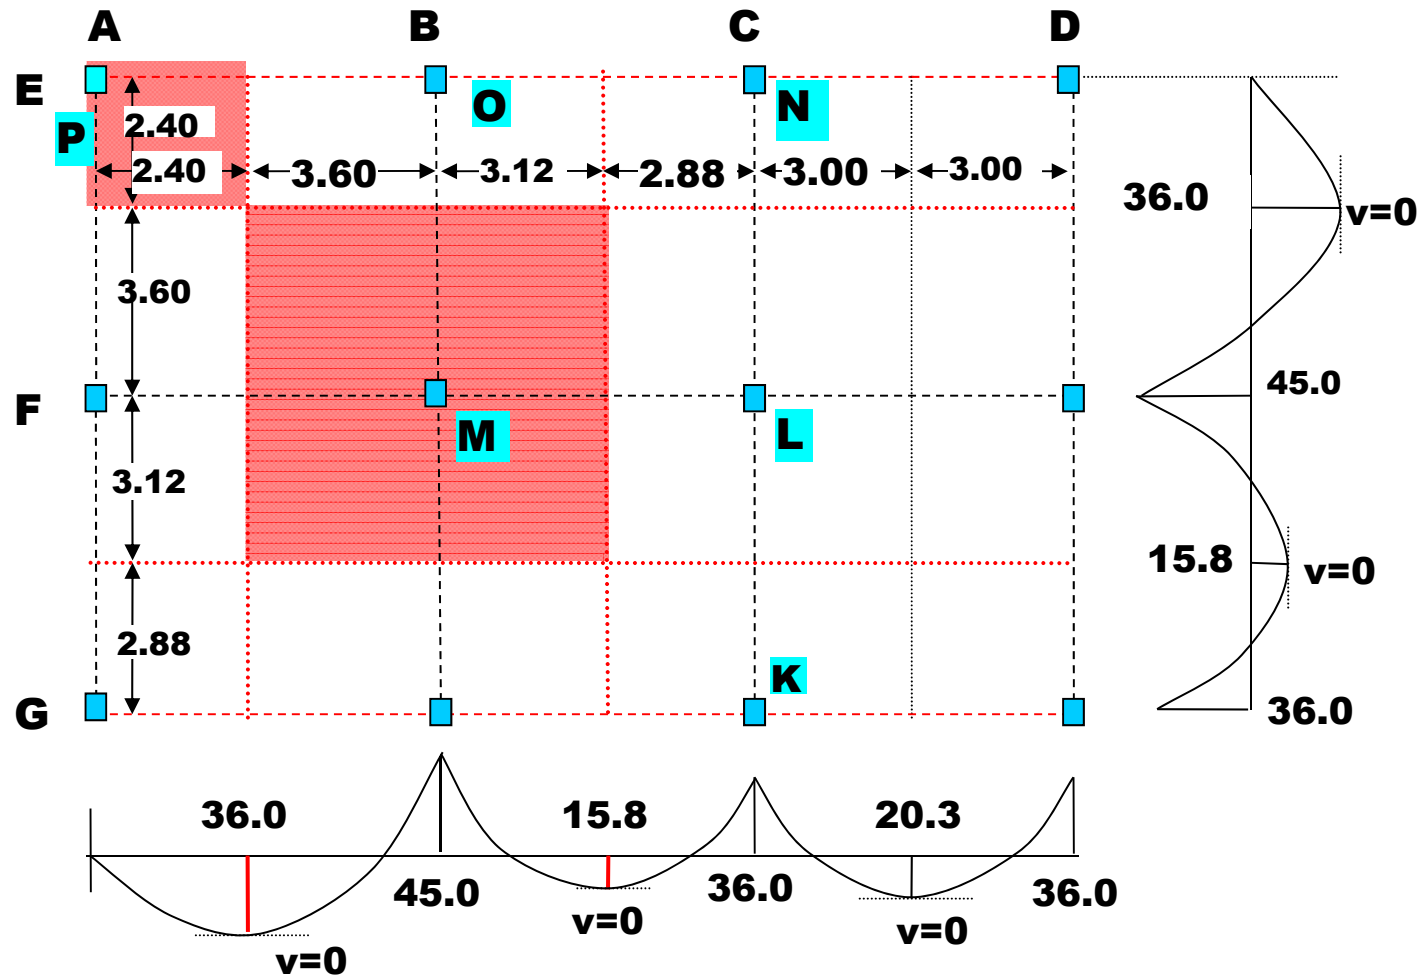 A B C D
E
P
2.40
O
N
2.40 3.60 3.12 2.88 3.00 3.00
36.0
v=0
3.60
45.0
F
M
L
3.12
15.8
v=0
2.88
K
G
36.0
36.0 15.8 20.3
45.0 36.0 36.0
v=0 v=0
v=0